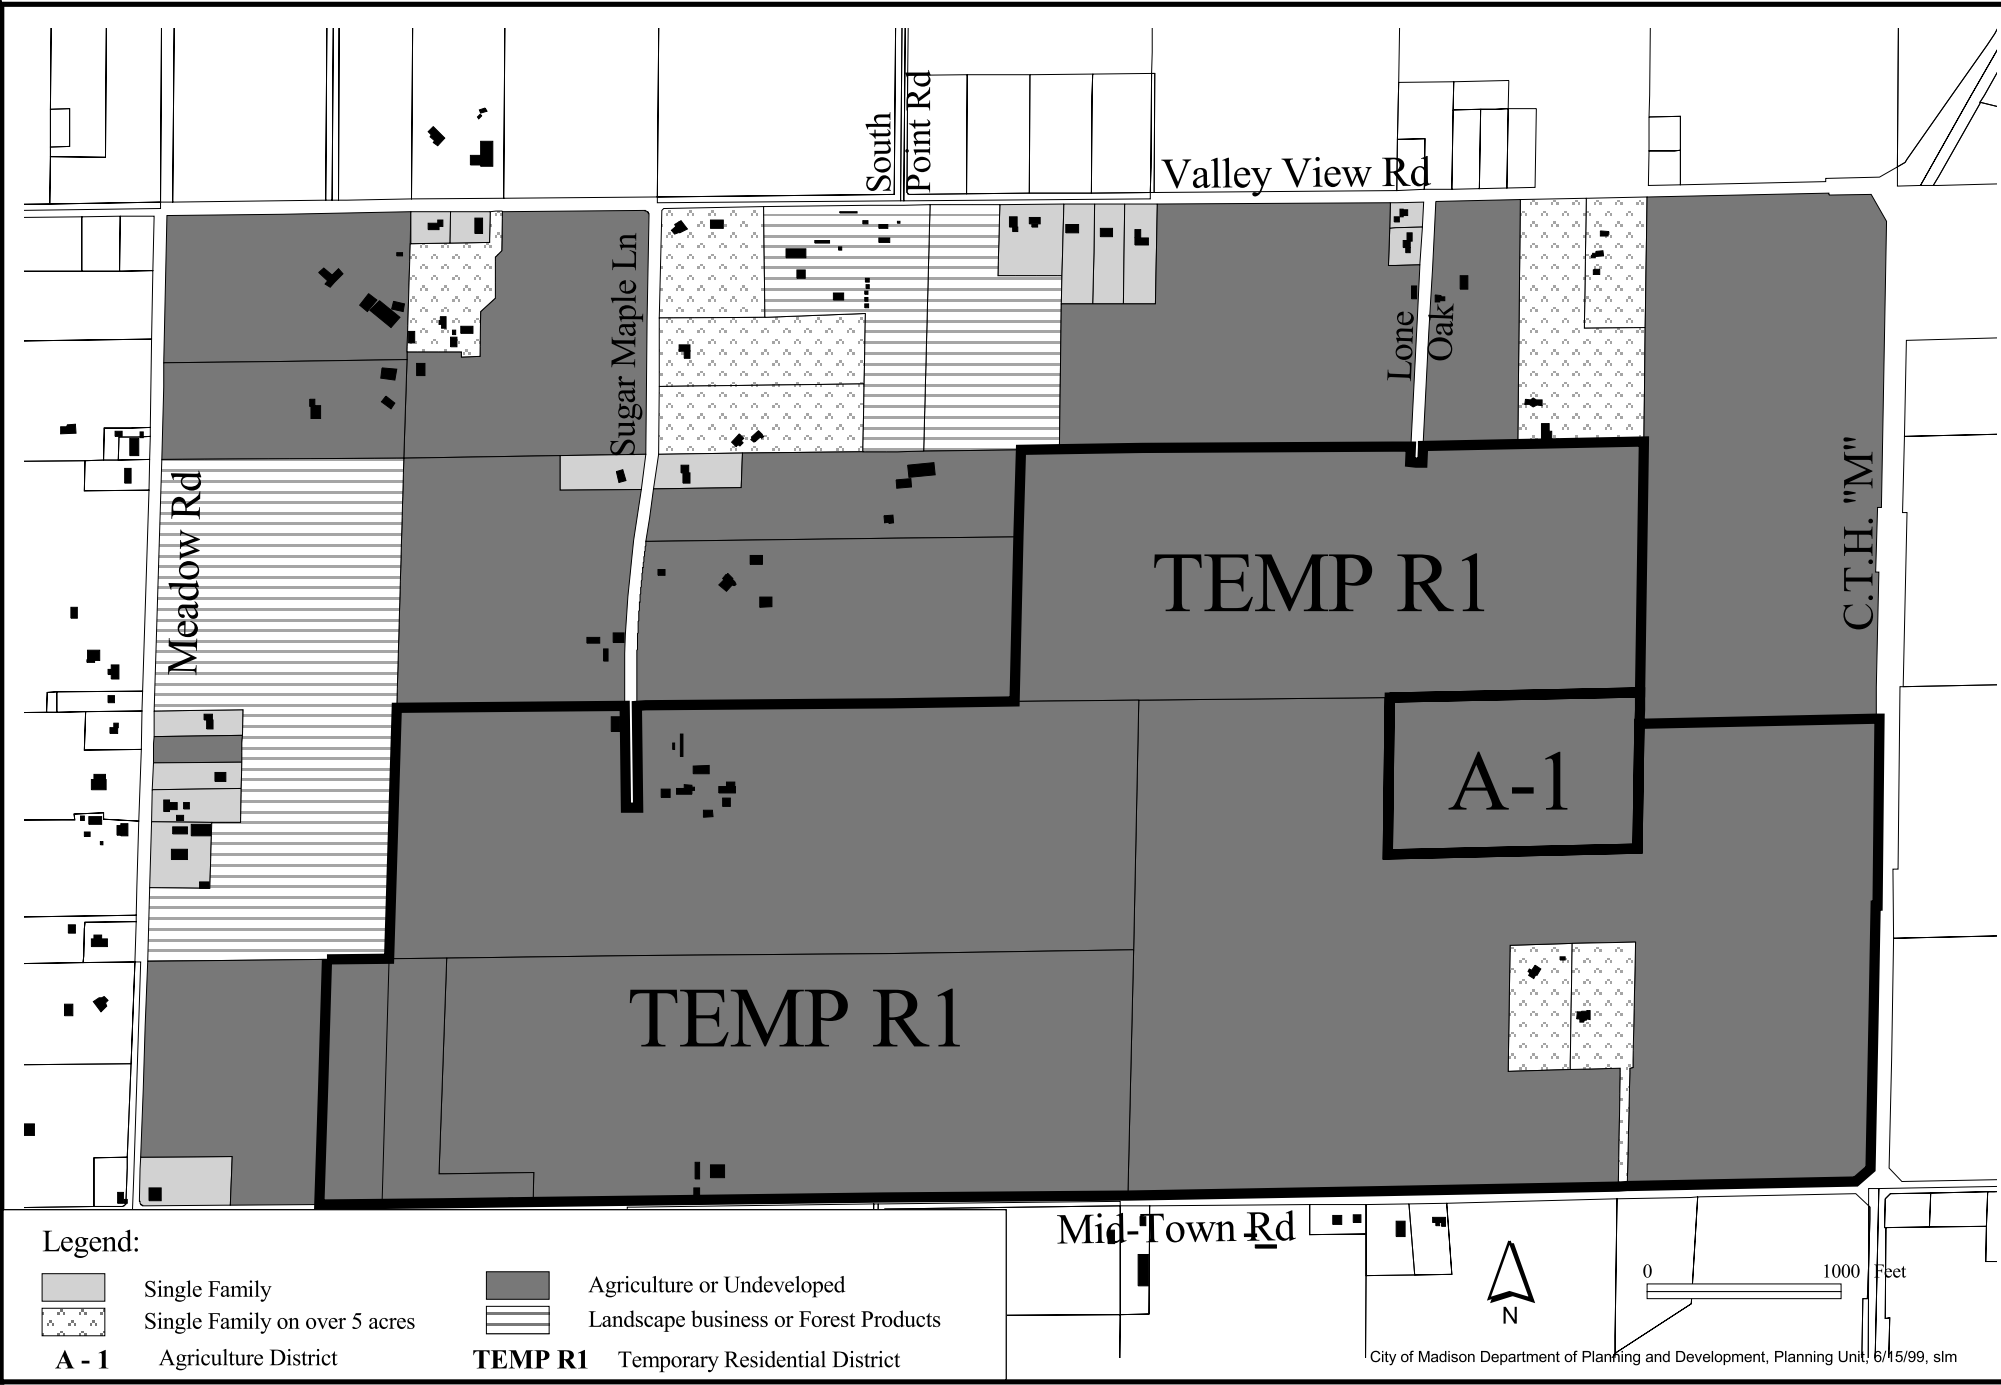 South
Point Rd
Valley View Rd
Sugar Maple Ln
Lone
Oak
Meadow Rd
C.T.H. "M"
TEMP R1
A-1
TEMP R1
Mid-Town Rd
Legend:
Single Family
Single Family on over 5 acres
A - 1 Agriculture District
Agriculture or Undeveloped
Landscape business or Forest Products
TEMP R1 Temporary Residential District
N
0 1000 Feet
City of Madison Department of Planning and Development, Planning Unit, 6/15/99, slm